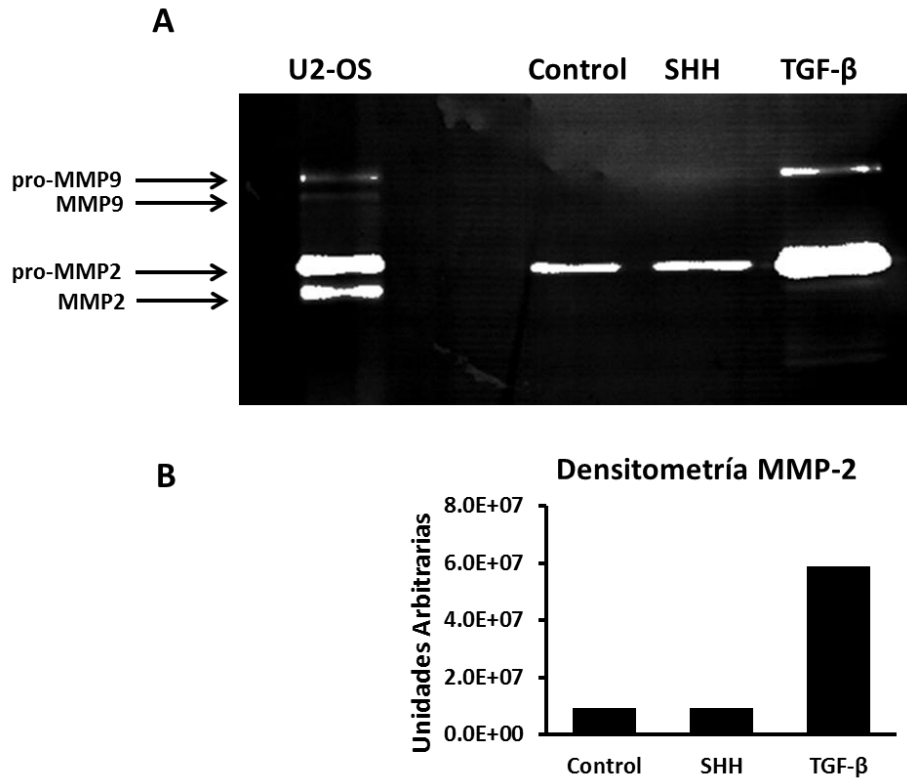 A
U2-OS Control SHH TGF-β
pro-MMP9
MMP9
pro-MMP2
MMP2
B
Densitometría MMP-2
Unidades Arbitrarias
8.0E+07
6.0E+07
4.0E+07
2.0E+07
0.0E+00
Control SHH TGF-β